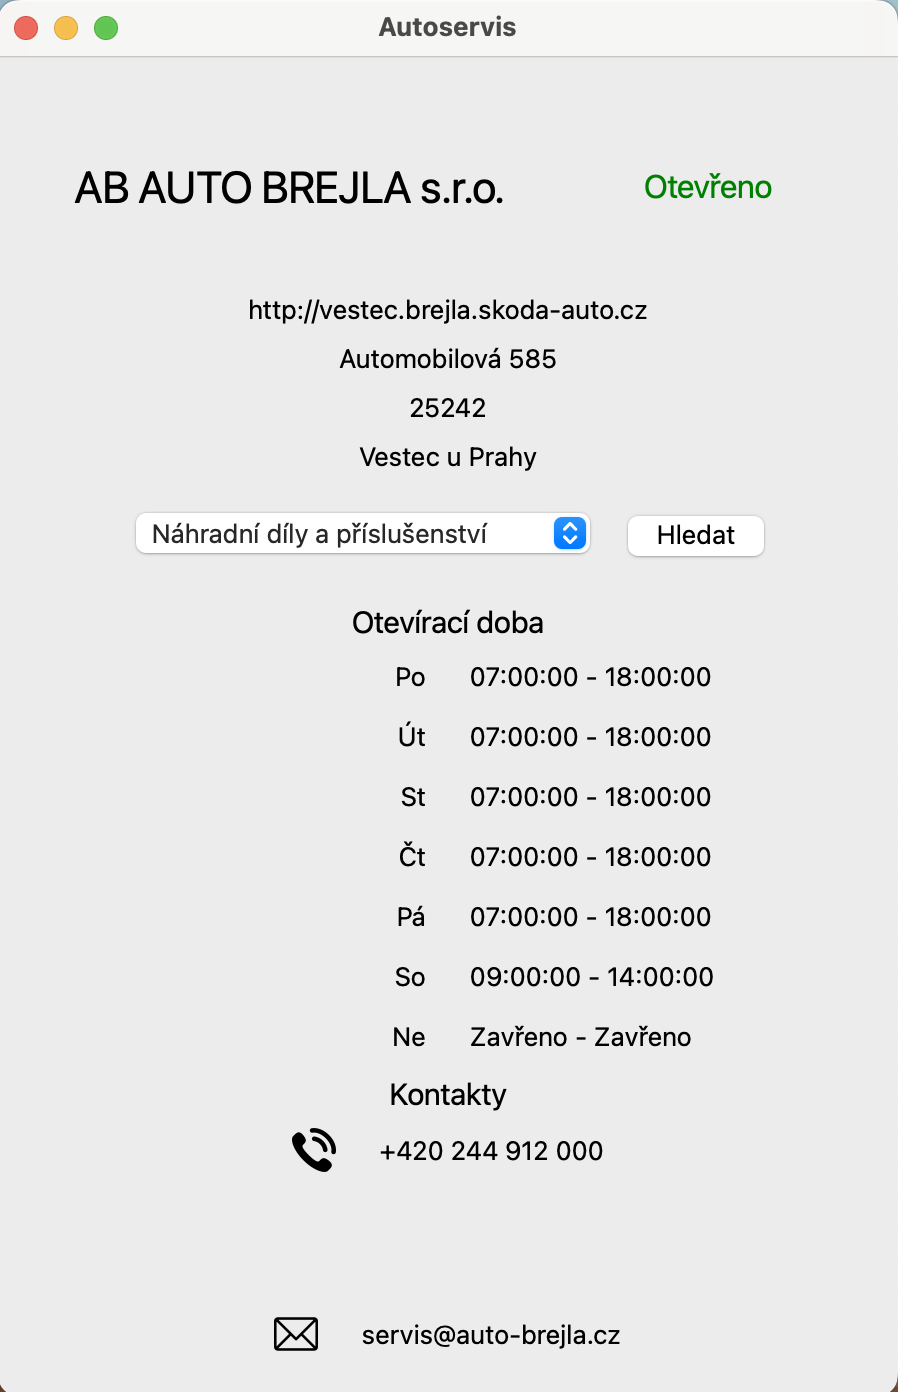 Autoservis
AB AUTO BREJLA s.r.o. Otevřeno
http://vestec.brejla.skoda-auto.cz
Automobilová 585
25242
Vestec u Prahy
Náhradní díly a příslušenství Hledat
Otevírací doba
Po 07:00:00 - 18:00:00
Út 07:00:00 - 18:00:00
St 07:00:00 - 18:00:00
Čt 07:00:00 - 18:00:00
Pá 07:00:00 - 18:00:00
So 09:00:00 - 14:00:00
Ne Zavřeno - Zavřeno
Kontakty
+420 244 912 000
servis@auto-brejla.cz